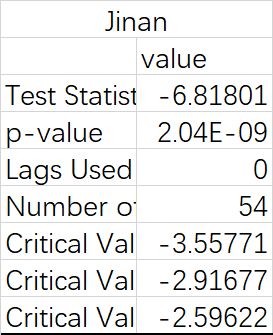 Jinan
value
Test Statist -6.81801
p-value 2.04E-09
Lags Used 0
Number of 54
Critical Val -3.55771
Critical Val -2.91677
Critical Val -2.59622